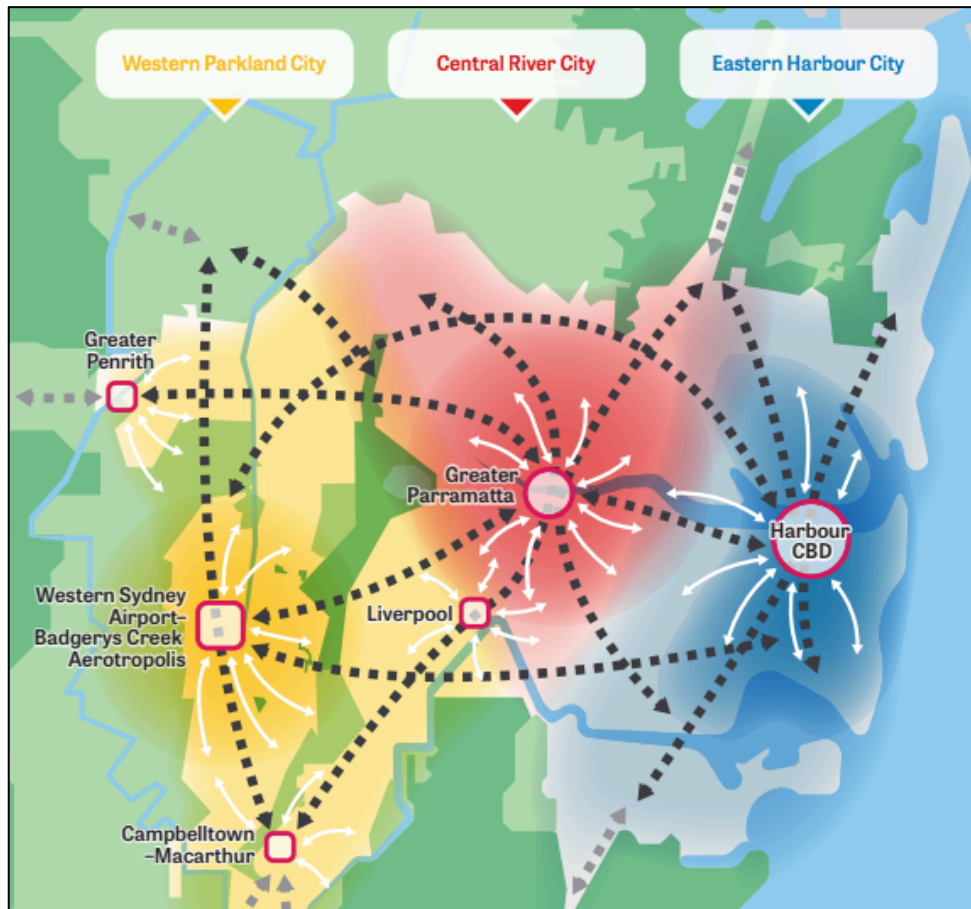 Western Parkland City
Central River City
Eastern Harbour City
Greater
Penrith
Greater
Parramatta
Harbour
CBD
Western Sydney
Airport–
Badgerys Creek
Aerotropolis
Liverpool
Campbelltown
–Macarthur